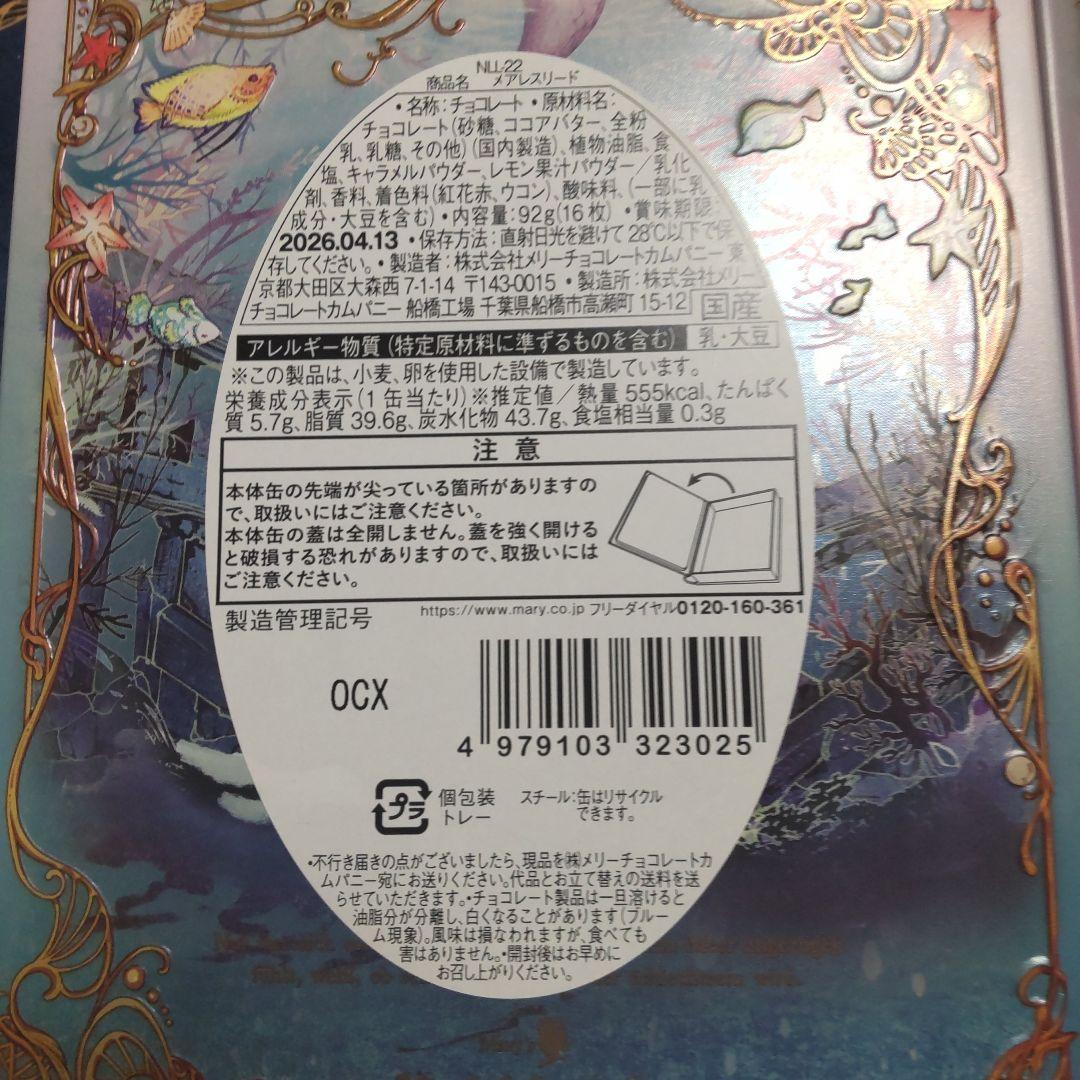 NLL-22
商品名　メアレスリード
・名称：チョコレート・原材料名：
チョコレート(砂糖、ココアバター、全粉
乳、乳糖、その他)(国内製造)、植物油脂、食
塩、キャラメルパウダー、レモン果汁パウダー／乳化
剤、香料、着色料(紅花赤、ウコン)、酸味料、(一部に乳
成分・大豆を含む)・内容量：92g(16枚)・賞味期限：
2026.04.13・保存方法：直射日光を避けて28℃以下で保
存してください。・製造者：株式会社メリーチョコレートカムパニー 東
京都大田区大森西7-1-14 〒143-0015・製造所：株式会社メリー
チョコレートカムパニー 船橋工場 千葉県船橋市高瀬町15-12 国産
アレルギー物質(特定原材料に準ずるものを含む) 乳・大豆
※この製品は、小麦、卵を使用した設備で製造しています。
栄養成分表示(1缶当たり)※推定値／熱量555kcal、たんぱく
質5.7g、脂質39.6g、炭水化物43.7g、食塩相当量0.3g
注意
本体缶の先端が尖っている箇所がありますの
で、取扱いにはご注意ください。
本体缶の蓋は全開しません。蓋を強く開ける
と破損する恐れがありますので、取扱いには
ご注意ください。
製造管理記号 https://www.mary.co.jp フリーダイヤル0120-160-361
OCX
4 979103 323025
プラ 個包装 トレー
スチール：缶はリサイクル
できます。
・不行き届きの点がございましたら、現品を㈱メリーチョコレートカ
ムパニー宛にお送りください。代品とお立て替えの送料を送
らせていただきます。・チョコレート製品は一旦溶けると
油脂分が分離し、白くなることがあります(ブルー
ム現象)。風味は損なわれますが、食べても
害はありません。・開封後はお早めに
お召し上がりください。
Mary's